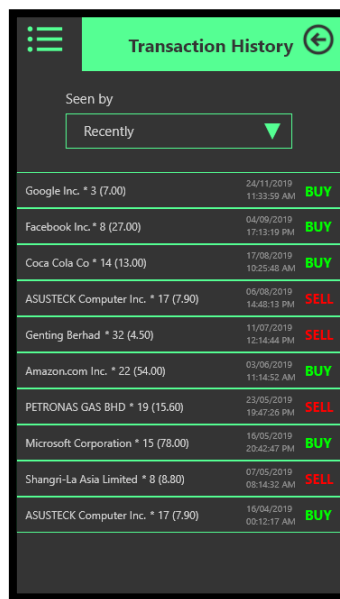 Transaction History
Seen by
Recently
Google Inc. * 3 (7.00)
24/11/2019
11:33:59 AM
BUY
Facebook Inc. * 8 (27.00)
04/09/2019
17:13:19 PM
BUY
Coca Cola Co * 14 (13.00)
17/08/2019
10:25:48 AM
BUY
ASUSTECK Computer Inc. * 17 (7.90)
06/08/2019
14:48:13 PM
SELL
Genting Berhad * 32 (4.50)
11/07/2019
12:14:44 PM
SELL
Amazon.com Inc. * 22 (54.00)
03/06/2019
11:14:52 AM
BUY
PETRONAS GAS BHD * 19 (15.60)
23/05/2019
19:47:26 PM
SELL
Microsoft Corporation * 15 (78.00)
16/05/2019
20:42:47 PM
BUY
Shangri-La Asia Limited * 8 (8.80)
07/05/2019
08:14:32 AM
SELL
ASUSTECK Computer Inc. * 17 (7.90)
16/04/2019
00:12:17 AM
BUY